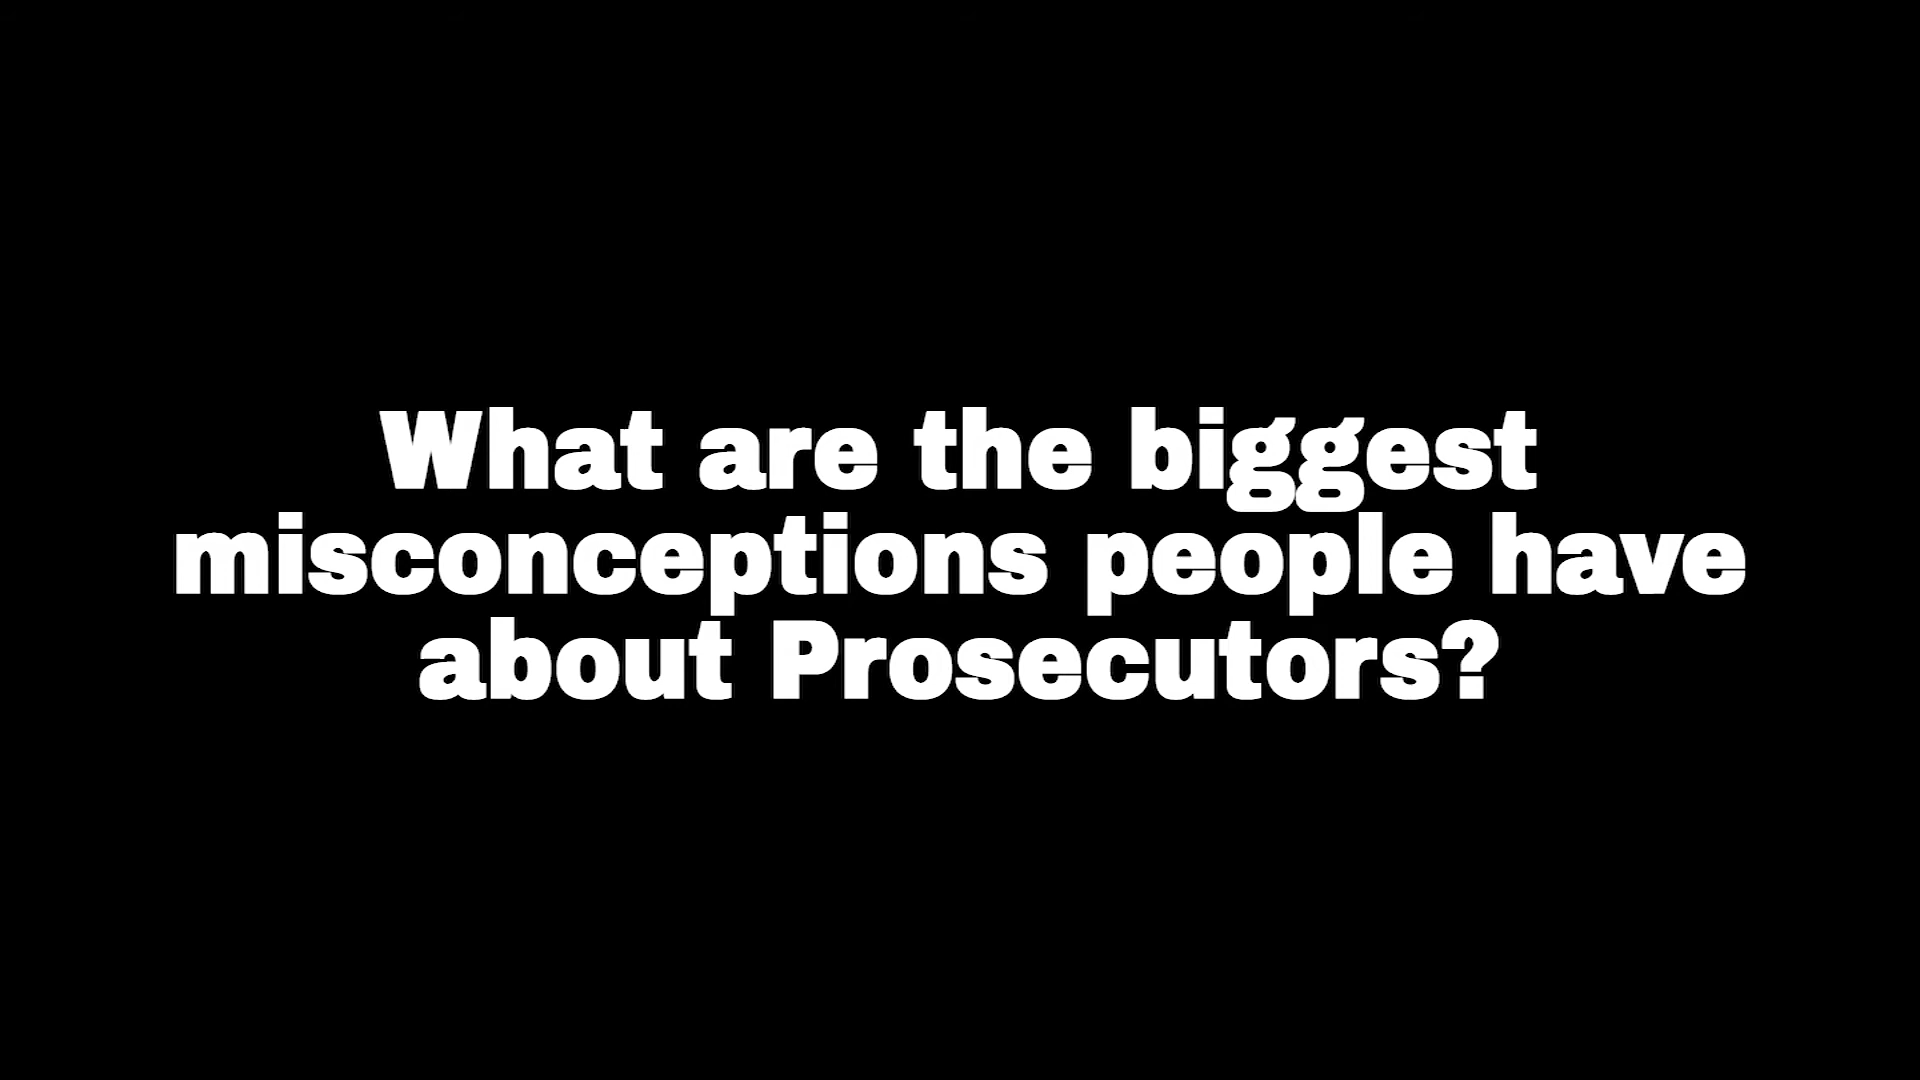 What are the biggest
misconceptions people have
about Prosecutors?